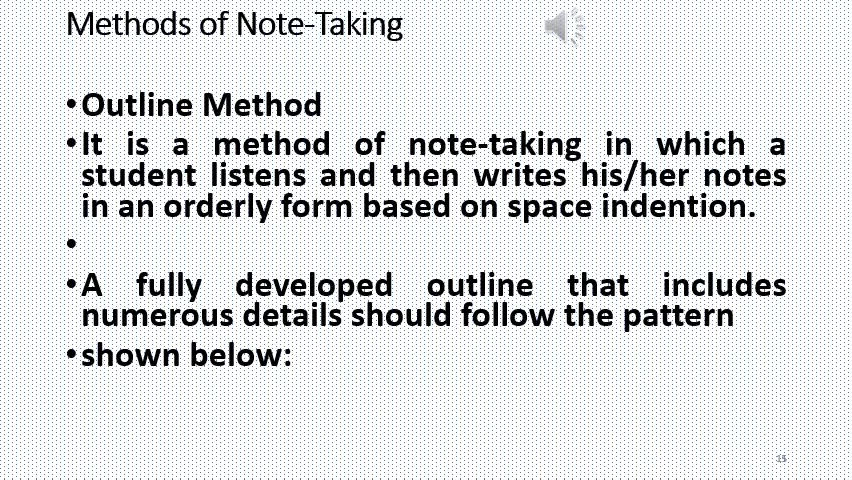 Methods of Note-Taking
•Outline Method
•It is a method of note-taking in which a
student listens and then writes his/her notes
in an orderly form based on space indention.
•
•A fully developed outline that includes
numerous details should follow the pattern
•shown below:
15